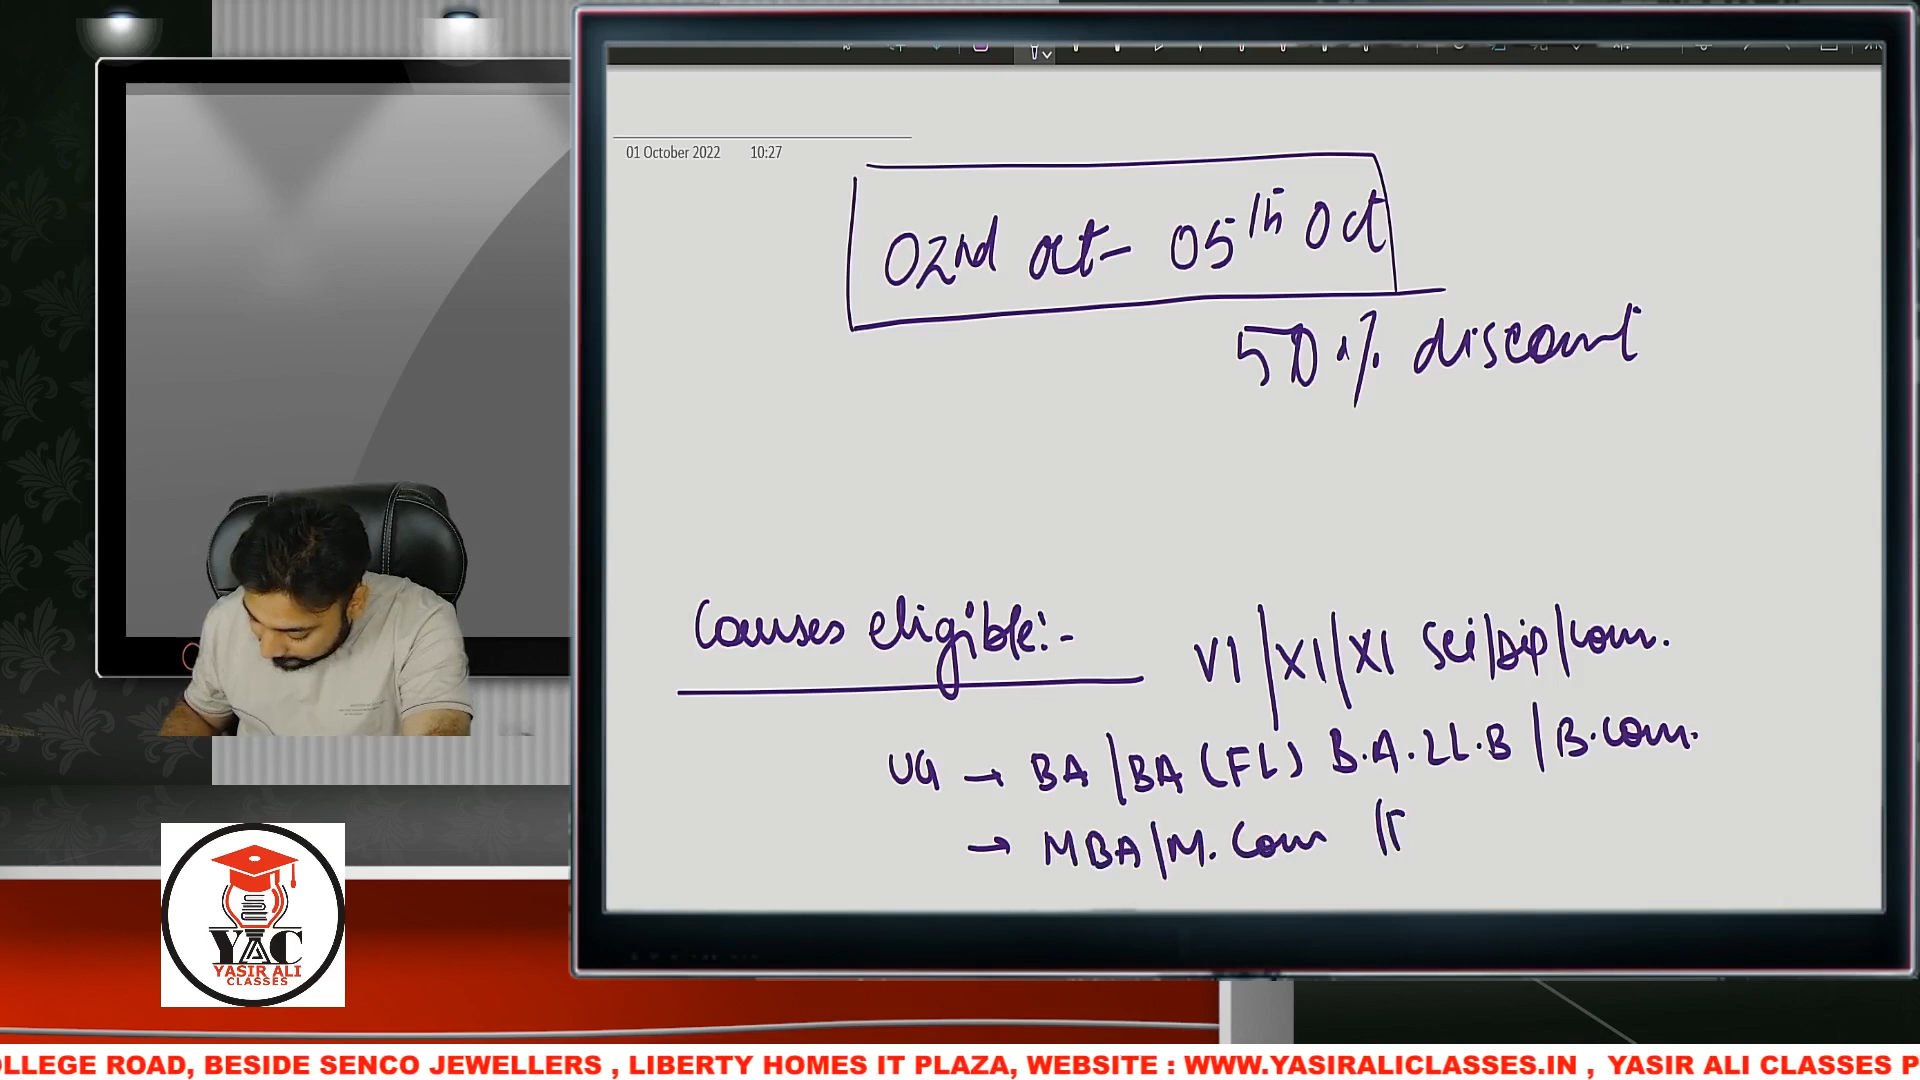 01 October 2022 10:27
02nd oct - 05th Oct
50% discount
Courses eligible:-
VI/XI/XI Sci/Dip/Com.
UG → BA/BA (FL) B.A.LL.B/B.Com.
→ MBA/M.Com
YAC
YASIR ALI
CLASSES
OLLEGE ROAD, BESIDE SENCO JEWELLERS , LIBERTY HOMES IT PLAZA, WEBSITE : WWW.YASIRALICLASSES.IN , YASIR ALI CLASSES P